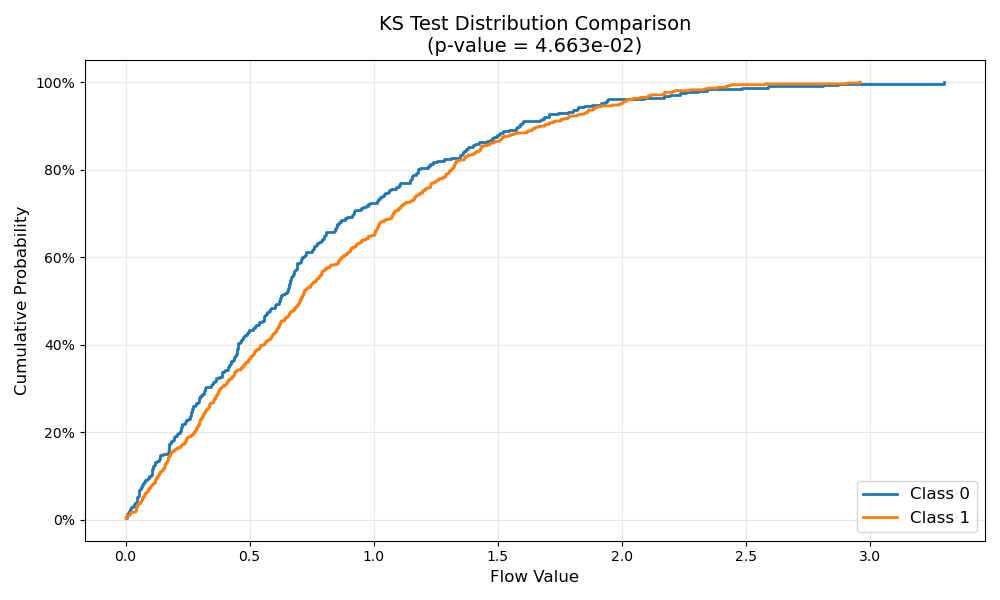 KS Test Distribution Comparison
(p-value = 4.663e-02)
Cumulative Probability
100%
80%
60%
40%
20%
0%
Class 0
Class 1
0.0 0.5 1.0 1.5 2.0 2.5 3.0
Flow Value